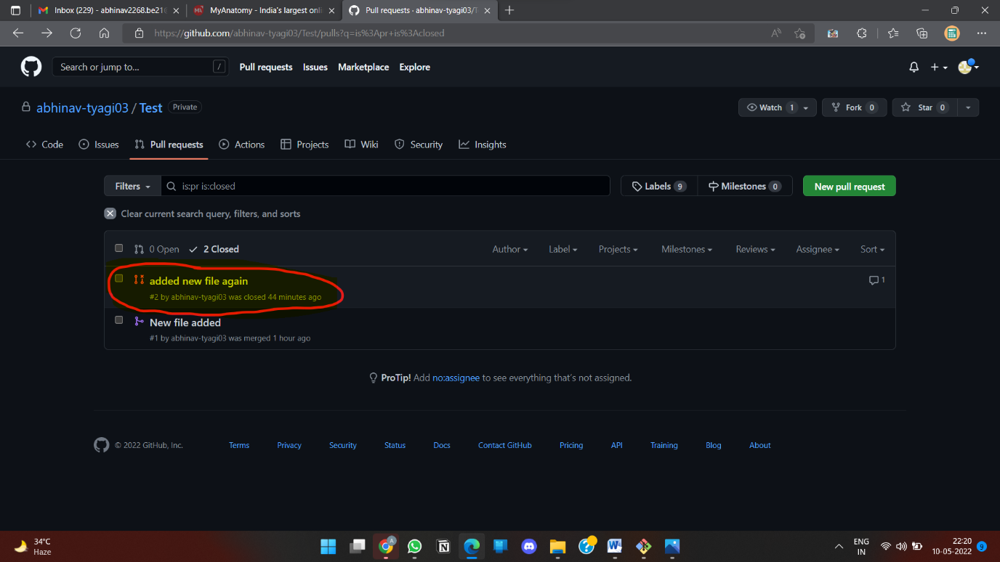 Inbox (229) - abhinav2268.be21
MyAnatomy - India's largest onli
Pull requests · abhinav-tyagi03/T
https://github.com/abhinav-tyagi03/Test/pulls?q=is%3Apr+is%3Aclosed
Search or jump to... /
Pull requests Issues Marketplace Explore
abhinav-tyagi03 / Test Private
Watch 1 Fork 0 Star 0
Code Issues Pull requests Actions Projects Wiki Security Insights
Filters is:pr is:closed Labels 9 Milestones 0 New pull request
Clear current search query, filters, and sorts
0 Open 2 Closed Author Label Projects Milestones Reviews Assignee Sort
added new file again 1
#2 by abhinav-tyagi03 was closed 44 minutes ago
New file added
#1 by abhinav-tyagi03 was merged 1 hour ago
ProTip! Add no:assignee to see everything that's not assigned.
© 2022 GitHub, Inc. Terms Privacy Security Status Docs Contact GitHub Pricing API Training Blog About
34°C
Haze
ENG
IN
22:20
10-05-2022
9